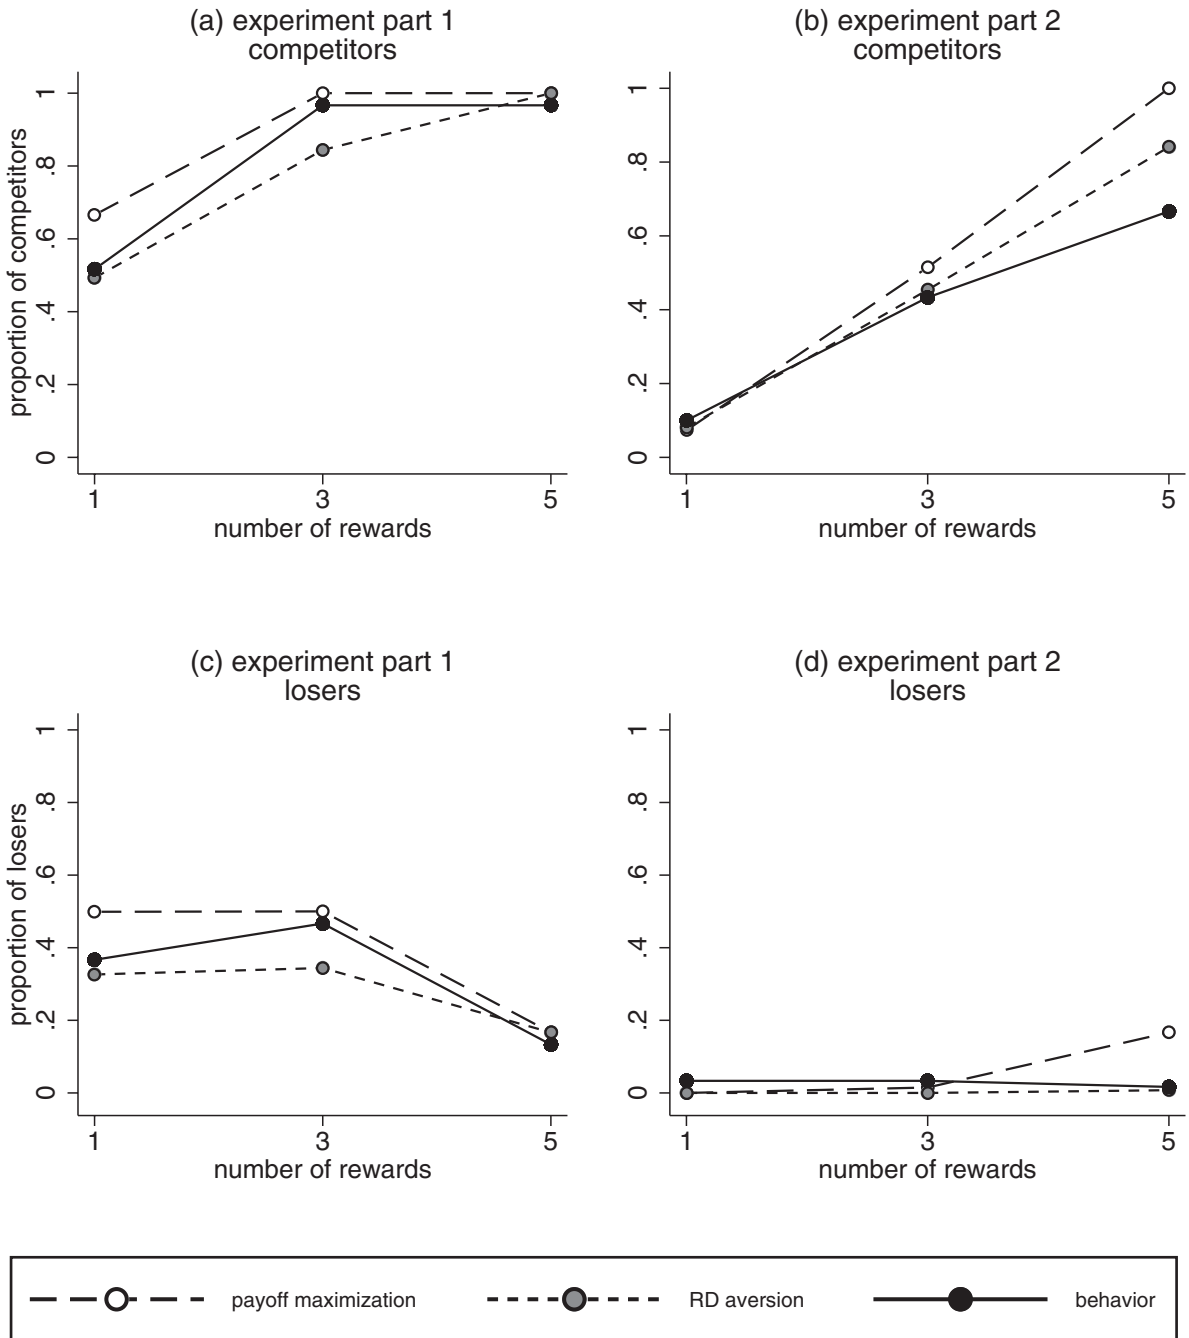 (a) experiment part 1
competitors
proportion of competitors
1
.8
.6
.4
.2
0
1 3 5
number of rewards
(b) experiment part 2
competitors
1
.8
.6
.4
.2
0
1 3 5
number of rewards
(c) experiment part 1
losers
proportion of losers
1
.8
.6
.4
.2
0
1 3 5
number of rewards
(d) experiment part 2
losers
1
.8
.6
.4
.2
0
1 3 5
number of rewards
payoff maximization RD aversion behavior